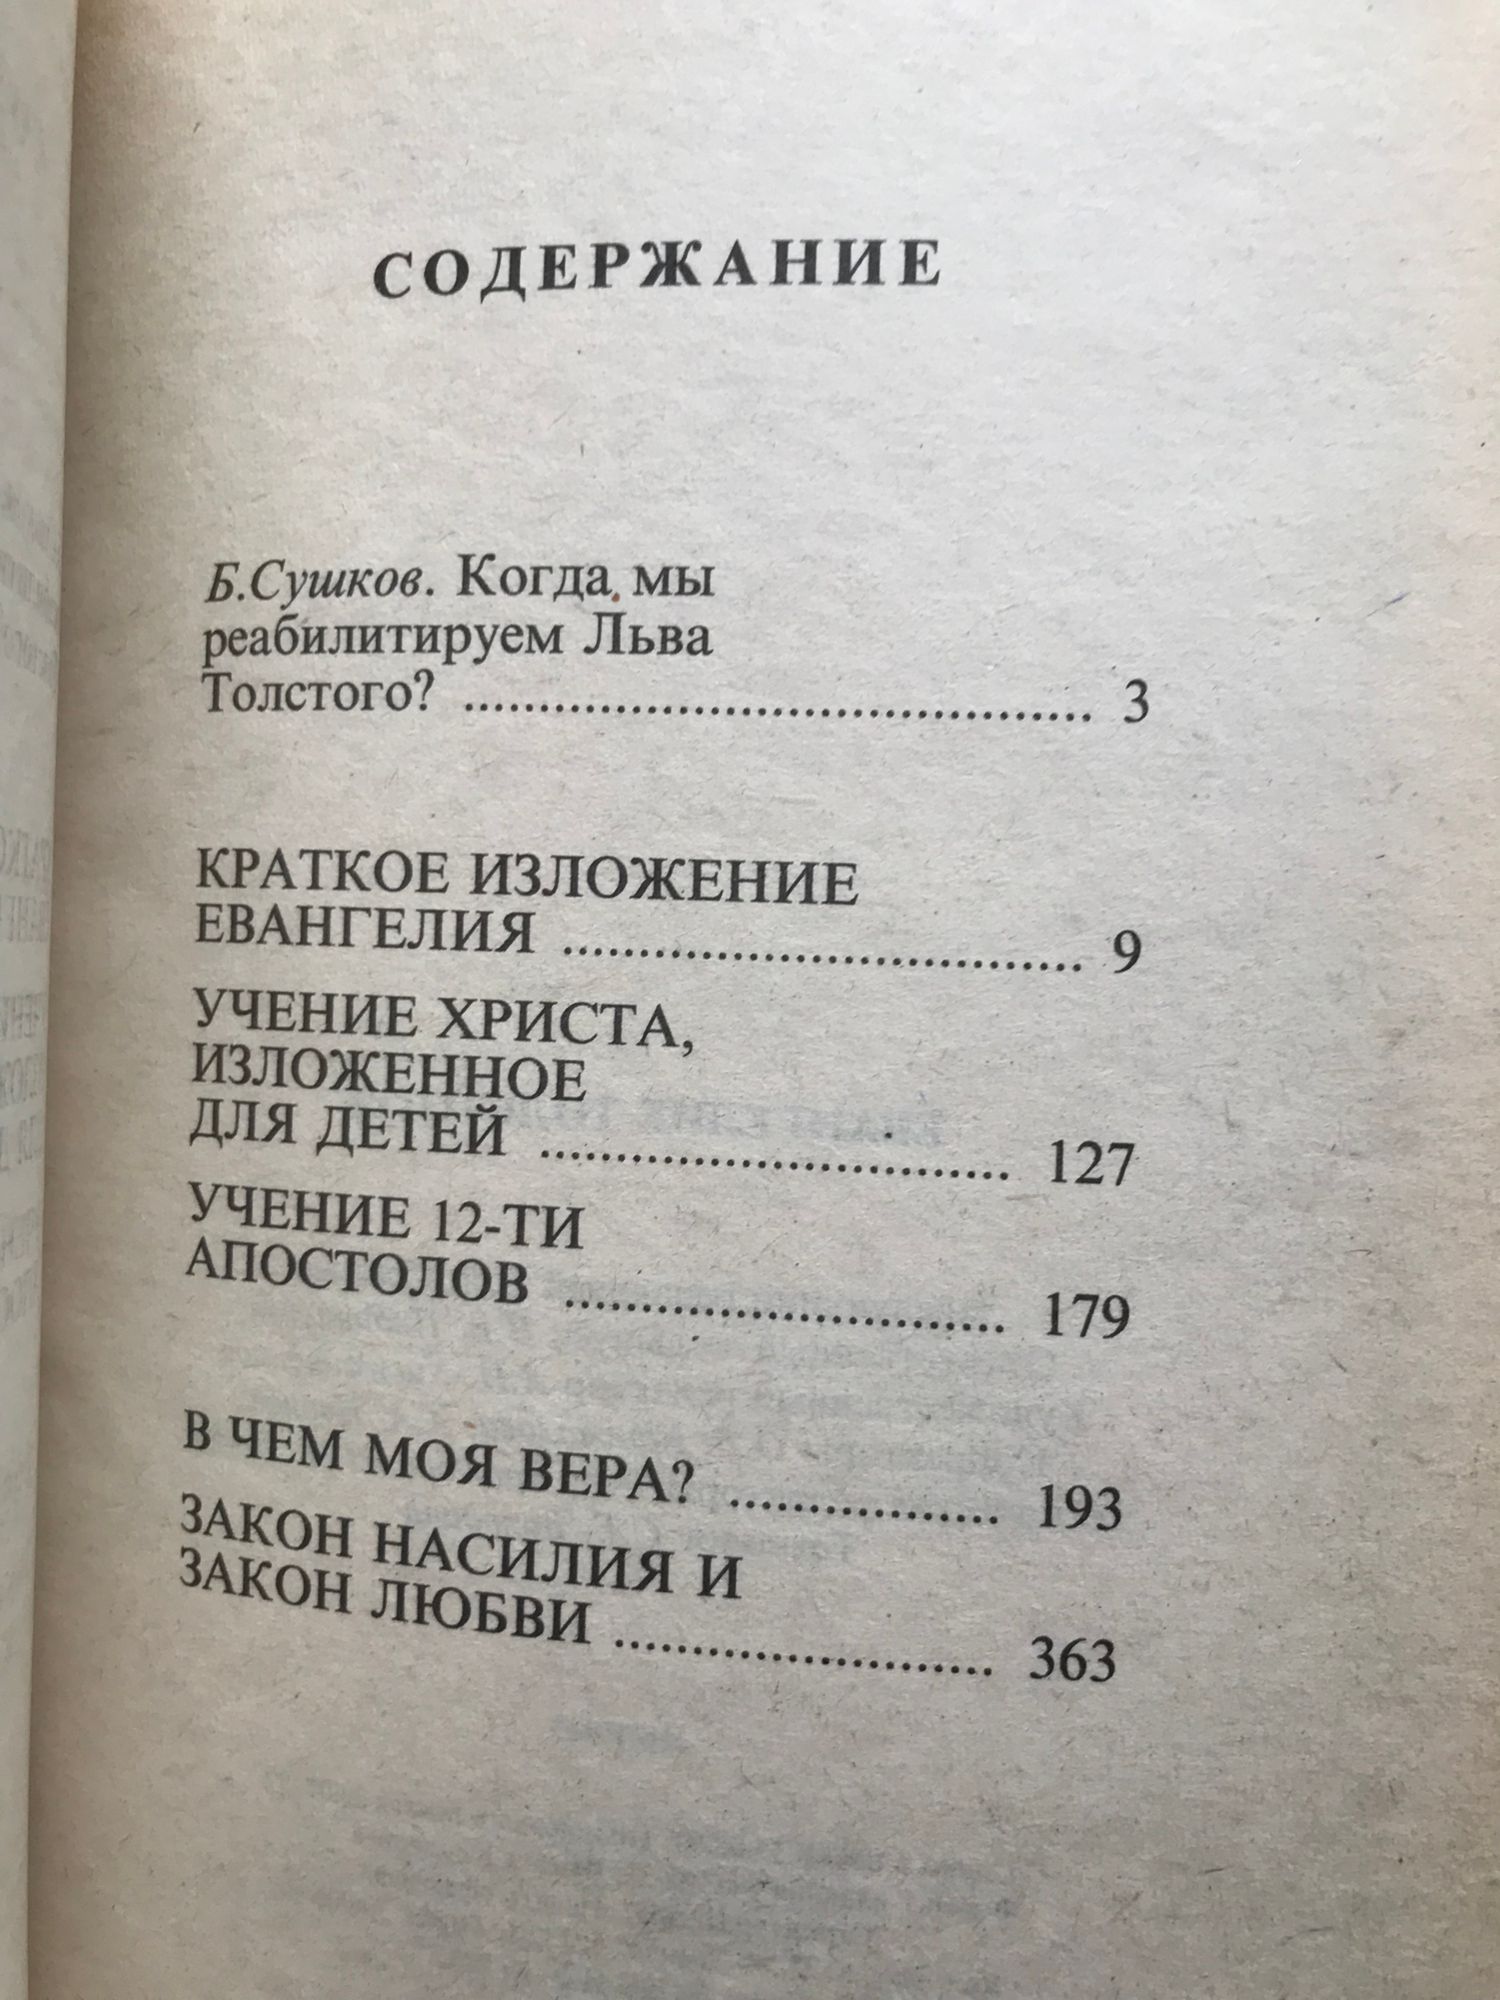 СОДЕРЖАНИЕ
Б.Сушков. Когда мы
реабилитируем Льва
Толстого? .......................................... 3
КРАТКОЕ ИЗЛОЖЕНИЕ
ЕВАНГЕЛИЯ ................................... 9
УЧЕНИЕ ХРИСТА,
ИЗЛОЖЕННОЕ
ДЛЯ ДЕТЕЙ ............................... 127
УЧЕНИЕ 12-ТИ
АПОСТОЛОВ ............................. 179
В ЧЕМ МОЯ ВЕРА? .................. 193
ЗАКОН НАСИЛИЯ И
ЗАКОН ЛЮБВИ ......................... 363